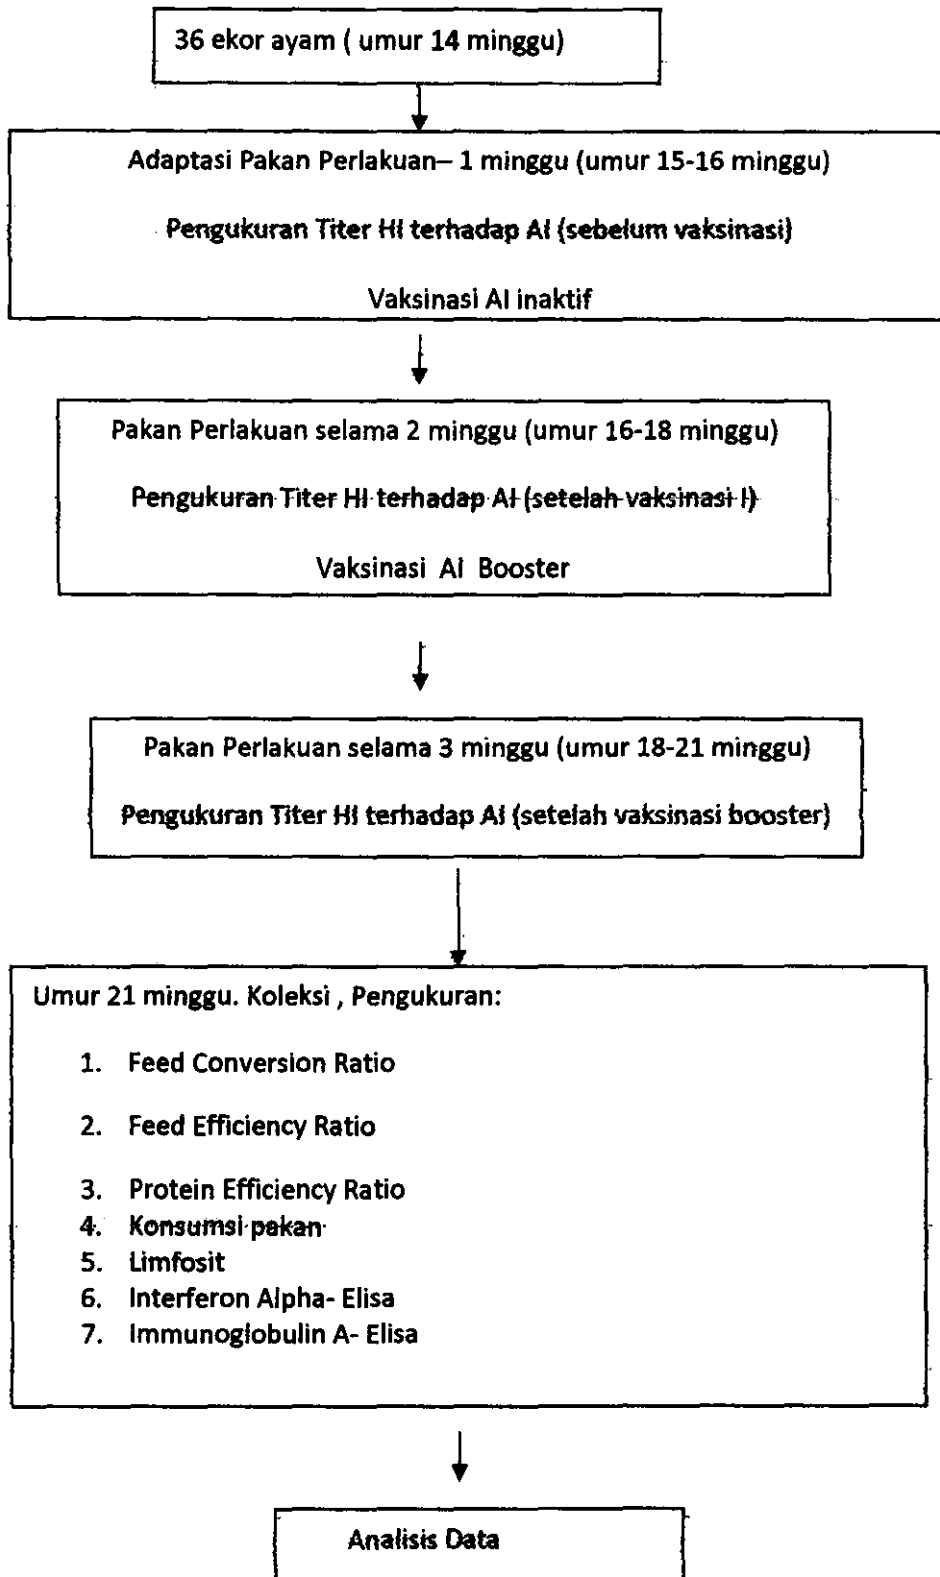 36 ekor ayam ( umur 14 minggu)
Adaptasi Pakan Perlakuan– 1 minggu (umur 15-16 minggu)
Pengukuran Titer HI terhadap AI (sebelum vaksinasi)
Vaksinasi AI inaktif
Pakan Perlakuan selama 2 minggu (umur 16-18 minggu)
Pengukuran Titer HI terhadap AI (setelah vaksinasi I)
Vaksinasi AI Booster
Pakan Perlakuan selama 3 minggu (umur 18-21 minggu)
Pengukuran Titer HI terhadap AI (setelah vaksinasi booster)
Umur 21 minggu. Koleksi , Pengukuran:
1. Feed Conversion Ratio
2. Feed Efficiency Ratio
3. Protein Efficiency Ratio
4. Konsumsi pakan
5. Limfosit
6. Interferon Alpha- Elisa
7. Immunoglobulin A- Elisa
Analisis Data